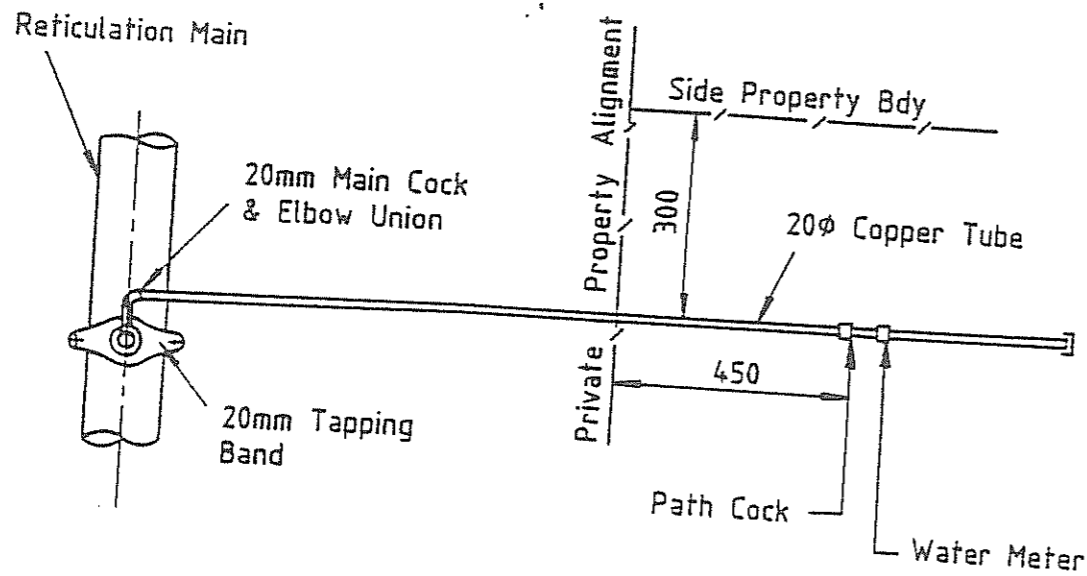 Reticulation Main
Side Property Bdy
Private Property Alignment
20mm Main Cock
& Elbow Union
300
20ϕ Copper Tube
450
20mm Tapping
Band
Path Cock
Water Meter